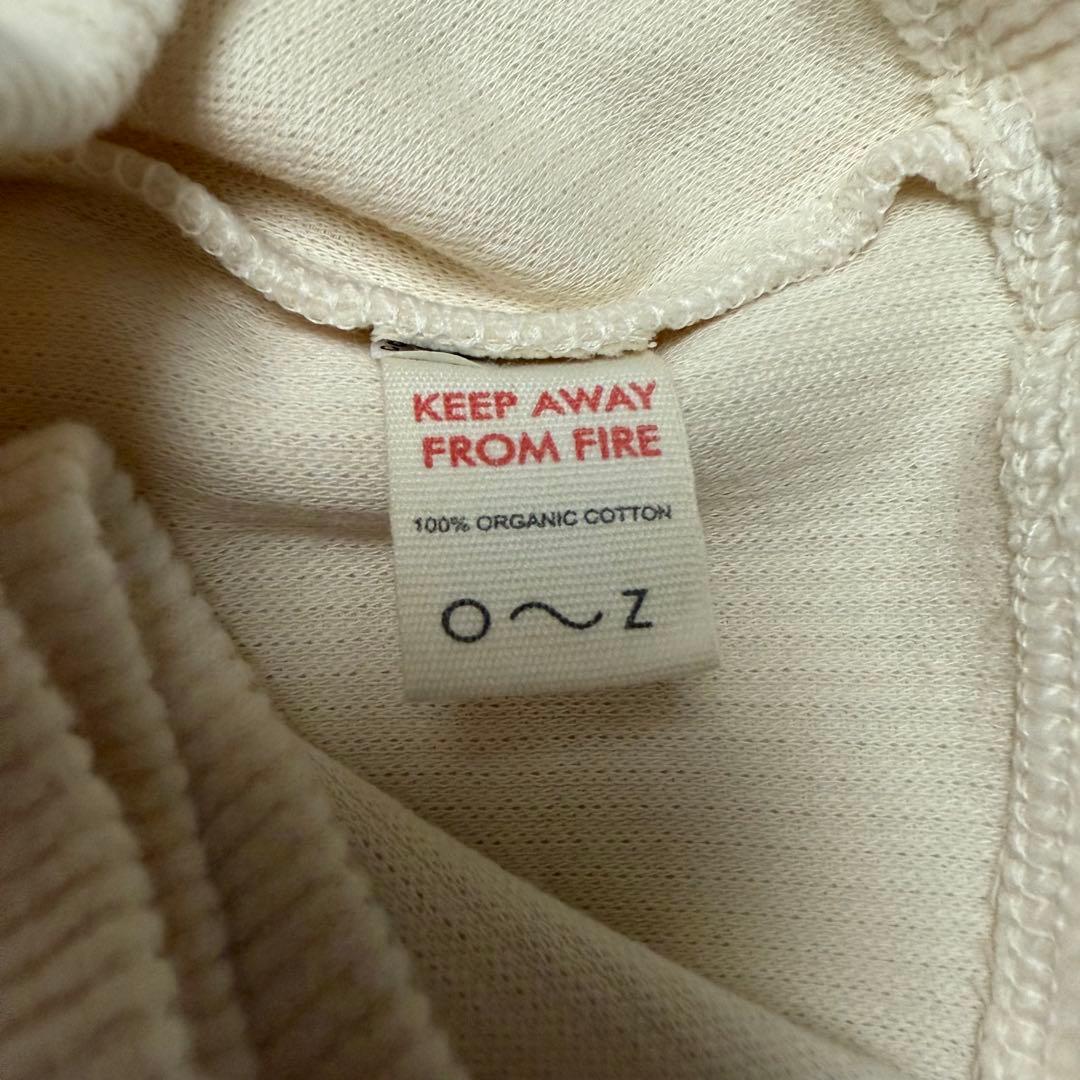 KEEP AWAY
FROM FIRE
100% ORGANIC COTTON
O～Z